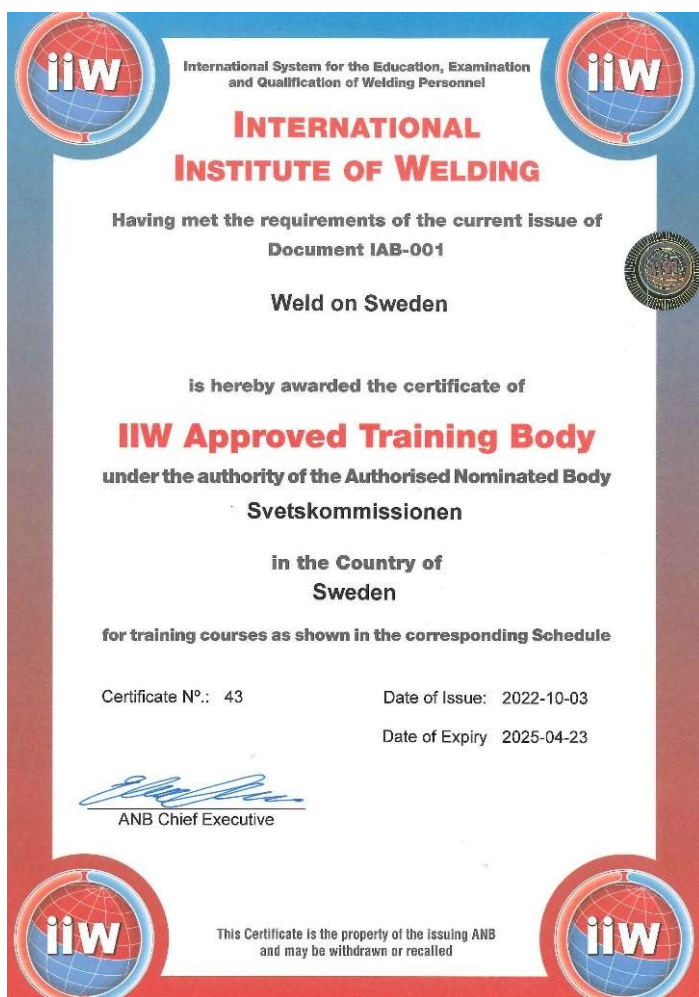 iiw
iiw
International System for the Education, Examination
and Qualification of Welding Personnel
INTERNATIONAL
INSTITUTE OF WELDING
Having met the requirements of the current issue of
Document IAB-001
Weld on Sweden
is hereby awarded the certificate of
IIW Approved Training Body
under the authority of the Authorised Nominated Body
Svetskommissionen
in the Country of
Sweden
for training courses as shown in the corresponding Schedule
Certificate Nº.: 43
Date of Issue: 2022-10-03
Date of Expiry 2025-04-23
ANB Chief Executive
iiw
iiw
This Certificate is the property of the issuing ANB
and may be withdrawn or recalled